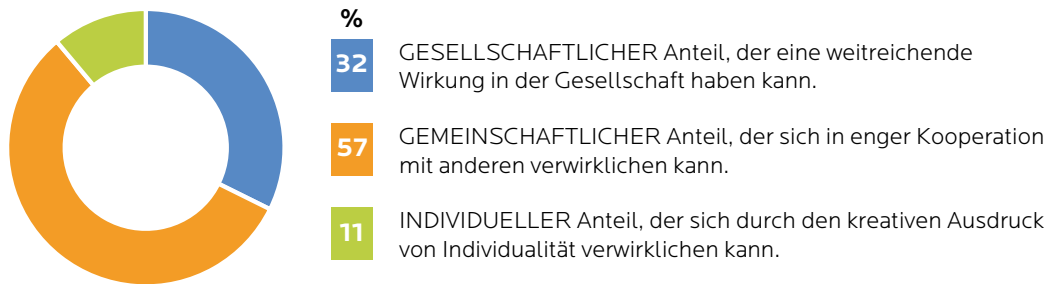 %
32 GESELLSCHAFTLICHER Anteil, der eine weitreichende
Wirkung in der Gesellschaft haben kann.
57 GEMEINSCHAFTLICHER Anteil, der sich in enger Kooperation
mit anderen verwirklichen kann.
11 INDIVIDUELLER Anteil, der sich durch den kreativen Ausdruck
von Individualität verwirklichen kann.